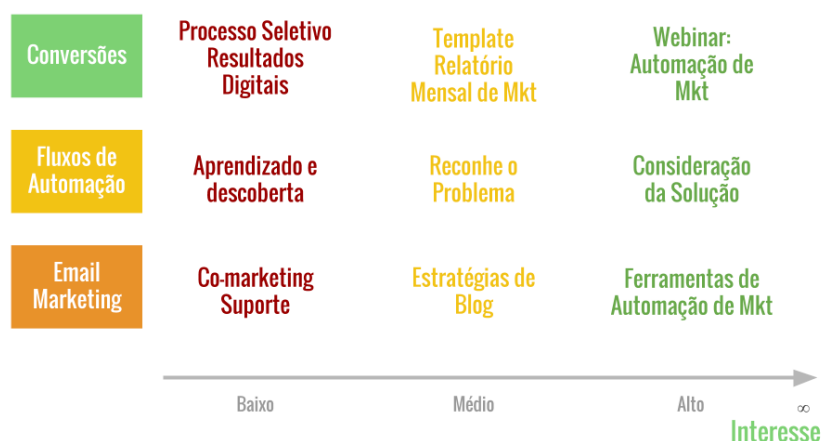 Conversões
Processo Seletivo
Resultados
Digitais
Template
Relatório
Mensal de Mkt
Webinar:
Automação de
Mkt
Fluxos de
Automação
Aprendizado e
descoberta
Reconhe o
Problema
Consideração
da Solução
Email
Marketing
Co-marketing
Suporte
Estratégias de
Blog
Ferramentas de
Automação de Mkt
Baixo
Médio
Alto
∞
Interesse